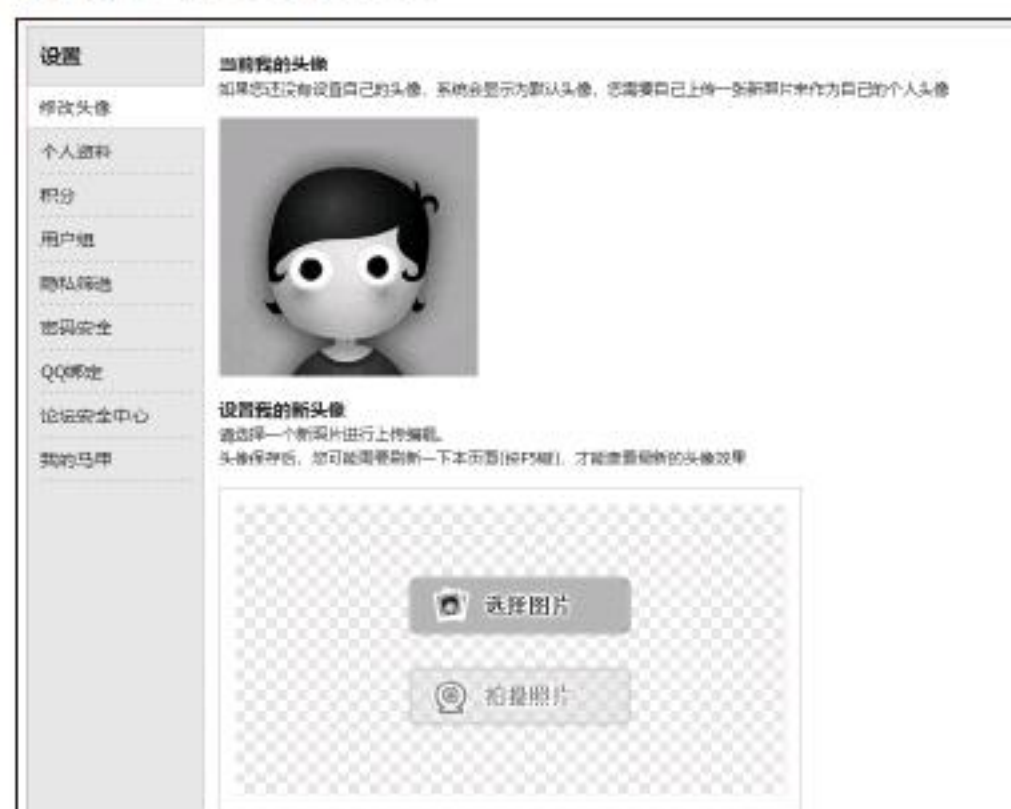 设置
修改头像
个人资料
积分
用户组
隐私筛选
密码安全
QQ绑定
论坛安全中心
我的马甲
当前我的头像
如果您还没有设置自己的头像，系统会显示为默认头像，您需要自己上传一张新照片来作为自己的个人头像
设置我的新头像
请选择一个新照片进行上传编辑。
头像保存后，您可能需要刷新一下本页面(按F5键)，才能查看最新的头像效果
选择图片
拍摄照片